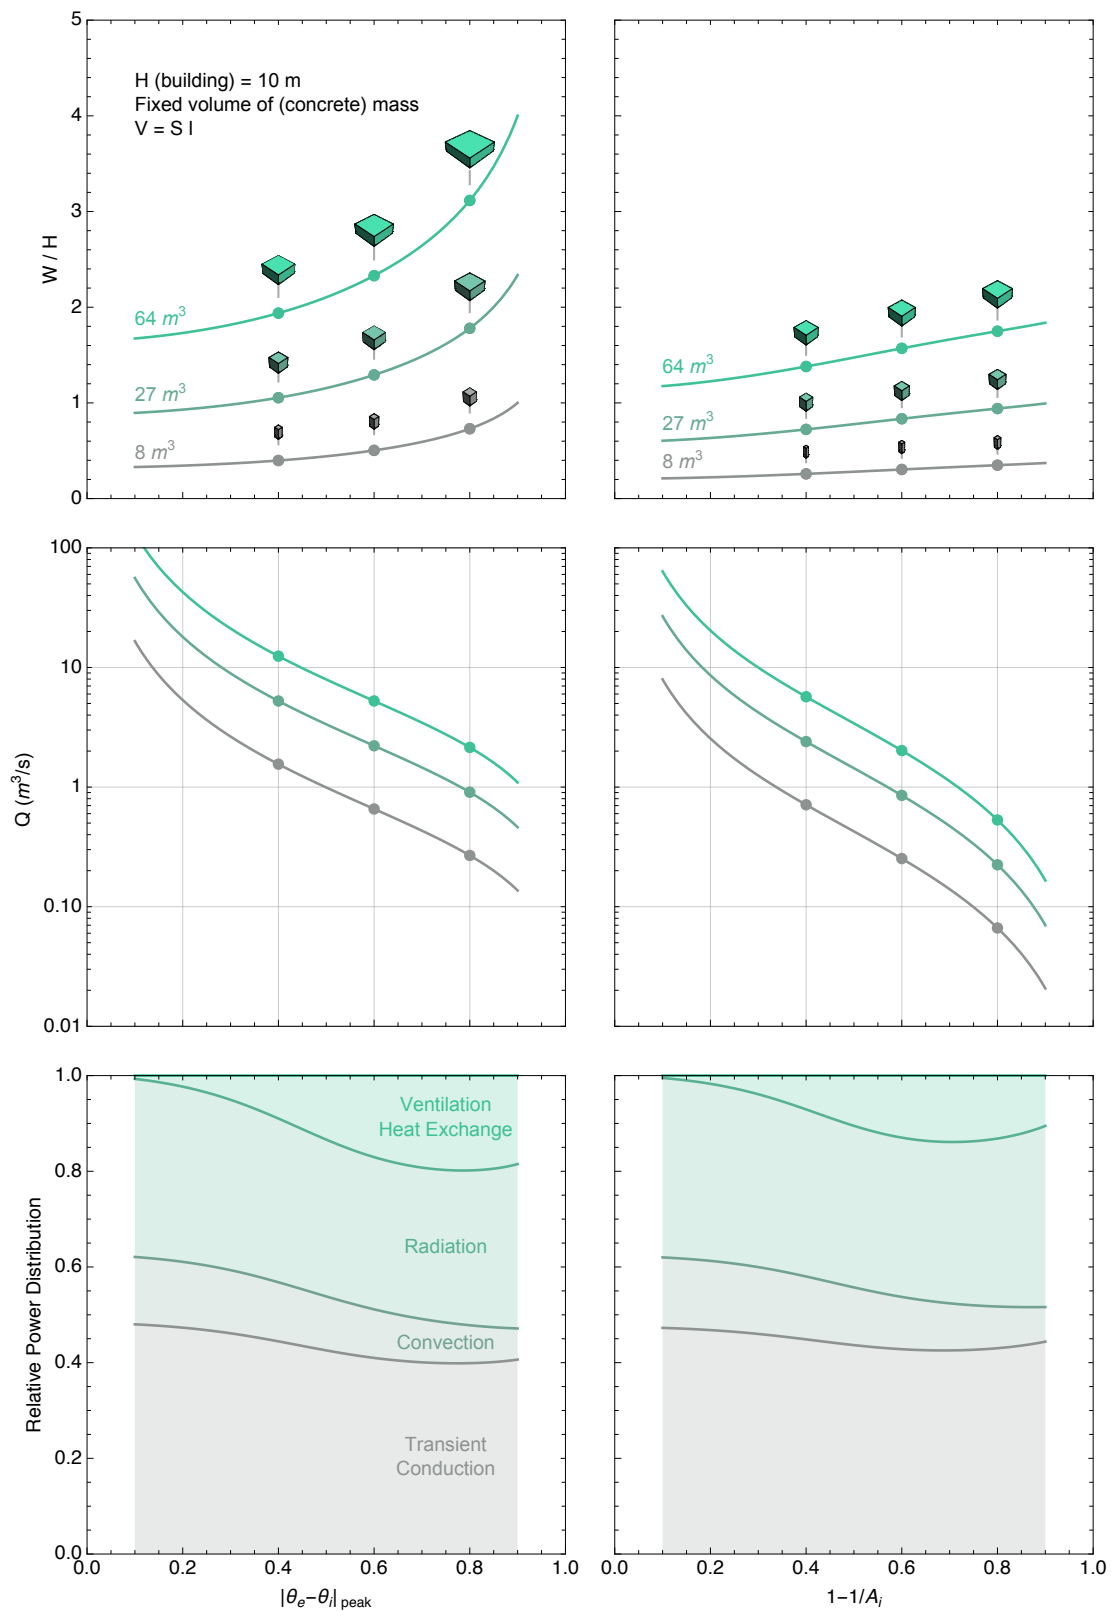 5
4
3
2
1
0
W / H
H (building) = 10 m
Fixed volume of (concrete) mass
V = S l
64 m³
27 m³
8 m³
64 m³
27 m³
8 m³
100
10
1
0.10
0.01
Q (m³/s)
1.0
0.8
0.6
0.4
0.2
0.0
Relative Power Distribution
Ventilation
Heat Exchange
Radiation
Convection
Transient
Conduction
0.0 0.2 0.4 0.6 0.8 1.0
|θe−θi| peak
0.0 0.2 0.4 0.6 0.8 1.0
1−1/Ai